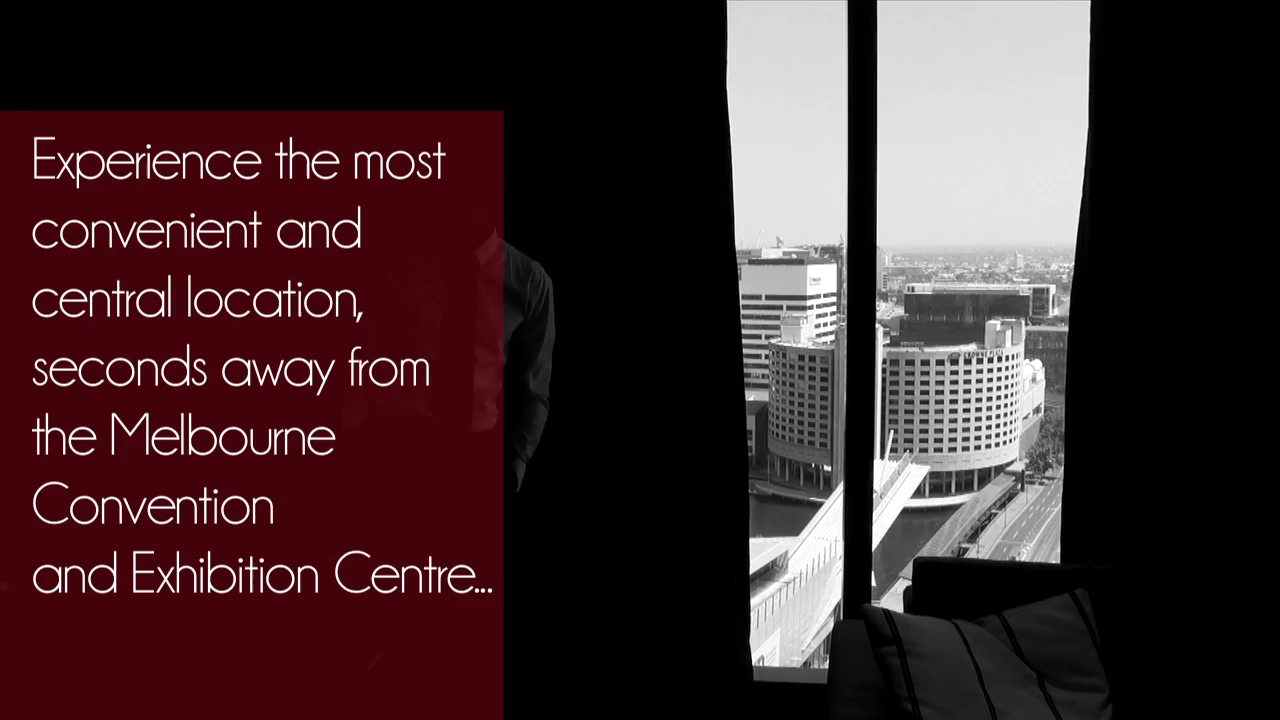 Experience the most
convenient and
central location,
seconds away from
the Melbourne
Convention
and Exhibition Centre...